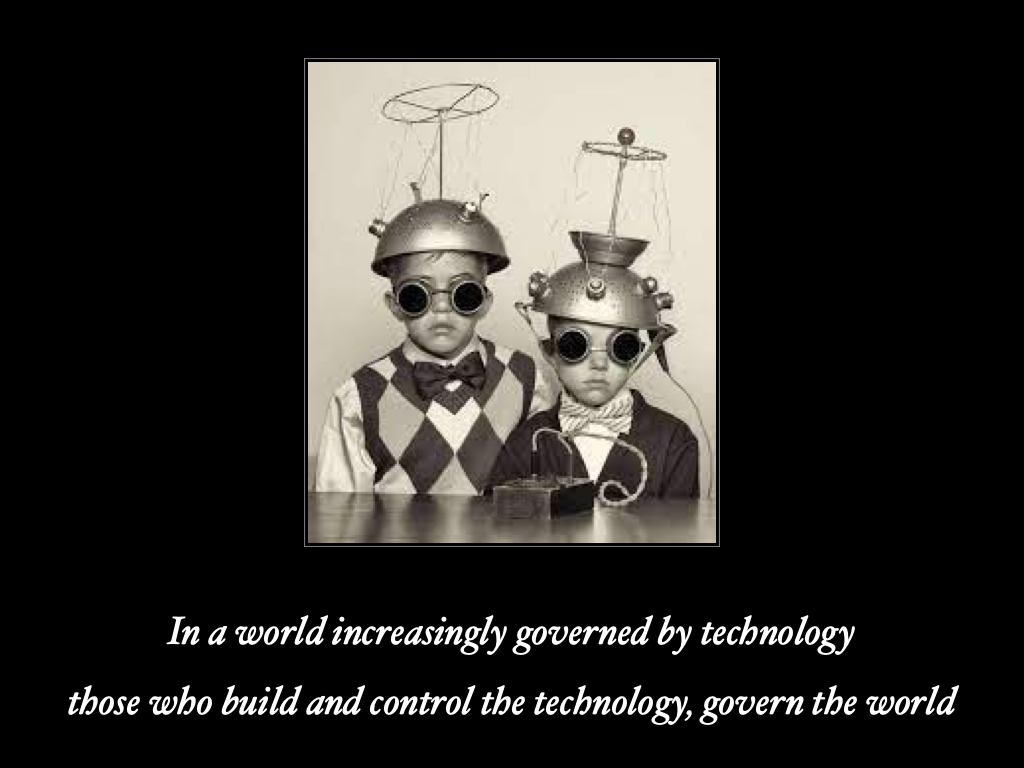 In a world increasingly governed by technology
those who build and control the technology, govern the world